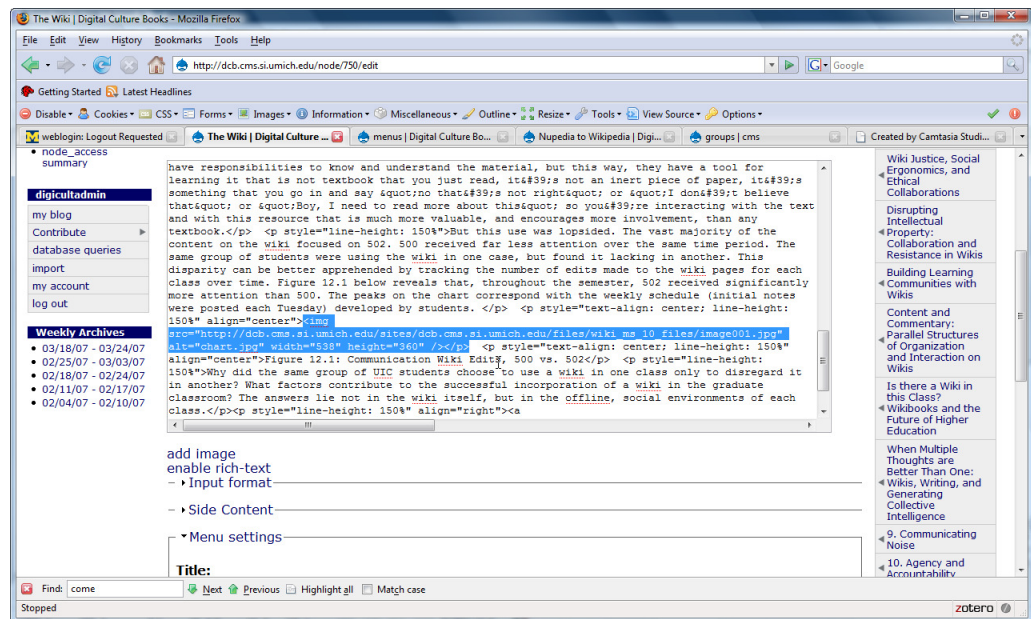 The Wiki | Digital Culture Books - Mozilla Firefox
File Edit View History Bookmarks Tools Help
http://dcb.cms.si.umich.edu/node/750/edit
G Google
Getting Started Latest Headlines
Disable Cookies CSS Forms Images Information Miscellaneous Outline Resize Tools View Source Options
weblogin: Logout Requested
The Wiki | Digital Culture ...
menus | Digital Culture Bo...
Nupedia to Wikipedia | Digi...
groups | cms
Created by Camtasia Studi...
node_access
summary
digicultadmin
my blog
Contribute
database queries
import
my account
log out
Weekly Archives
03/18/07 - 03/24/07
02/25/07 - 03/03/07
02/18/07 - 02/24/07
02/11/07 - 02/17/07
02/04/07 - 02/10/07
have responsibilities to know and understand the material, but this way, they have a tool for
learning it that is not textbook that you just read, it&#39;s not an inert piece of paper, it&#39;s
something that you go in and say &quot;no that&#39;s not right&quot; or &quot;I don&#39;t believe
that&quot; or &quot;Boy, I need to read more about this&quot; so you&#39;re interacting with the text
and with this resource that is much more valuable, and encourages more involvement, than any
textbook.</p> <p style="line-height: 150%">But this use was lopsided. The vast majority of the
content on the wiki focused on 502. 500 received far less attention over the same time period. The
same group of students were using the wiki in one case, but found it lacking in another. This
disparity can be better apprehended by tracking the number of edits made to the wiki pages for each
class over time. Figure 12.1 below reveals that, throughout the semester, 502 received significantly
more attention than 500. The peaks on the chart correspond with the weekly schedule (initial notes
were posted each Tuesday) developed by students. </p> <p style="text-align: center; line-height:
150%" align="center"><img
src="http://dcb.cms.si.umich.edu/sites/dcb.cms.si.umich.edu/files/wiki_ms_10_files/image001.jpg"
alt="chart.jpg" width="538" height="360" /></p> <p style="text-align: center; line-height: 150%"
align="center">Figure 12.1: Communication Wiki Edits, 500 vs. 502</p> <p style="line-height:
150%">Why did the same group of UIC students choose to use a wiki in one class only to disregard it
in another? What factors contribute to the successful incorporation of a wiki in the graduate
classroom? The answers lie not in the wiki itself, but in the offline, social environments of each
class.</p><p style="line-height: 150%" align="right"><a
add image
enable rich-text
Input format
Side Content
Menu settings
Title:
Wiki Justice, Social
Ergonomics, and
Ethical
Collaborations
Disrupting
Intellectual
Property:
Collaboration and
Resistance in Wikis
Building Learning
Communities with
Wikis
Content and
Commentary:
Parallel Structures
of Organization
and Interaction on
Wikis
Is there a Wiki in
this Class?
Wikibooks and the
Future of Higher
Education
When Multiple
Thoughts are
Better Than One:
Wikis, Writing, and
Generating
Collective
Intelligence
9. Communicating
Noise
10. Agency and
Accountability
Find: come Next Previous Highlight all Match case
Stopped
zotero